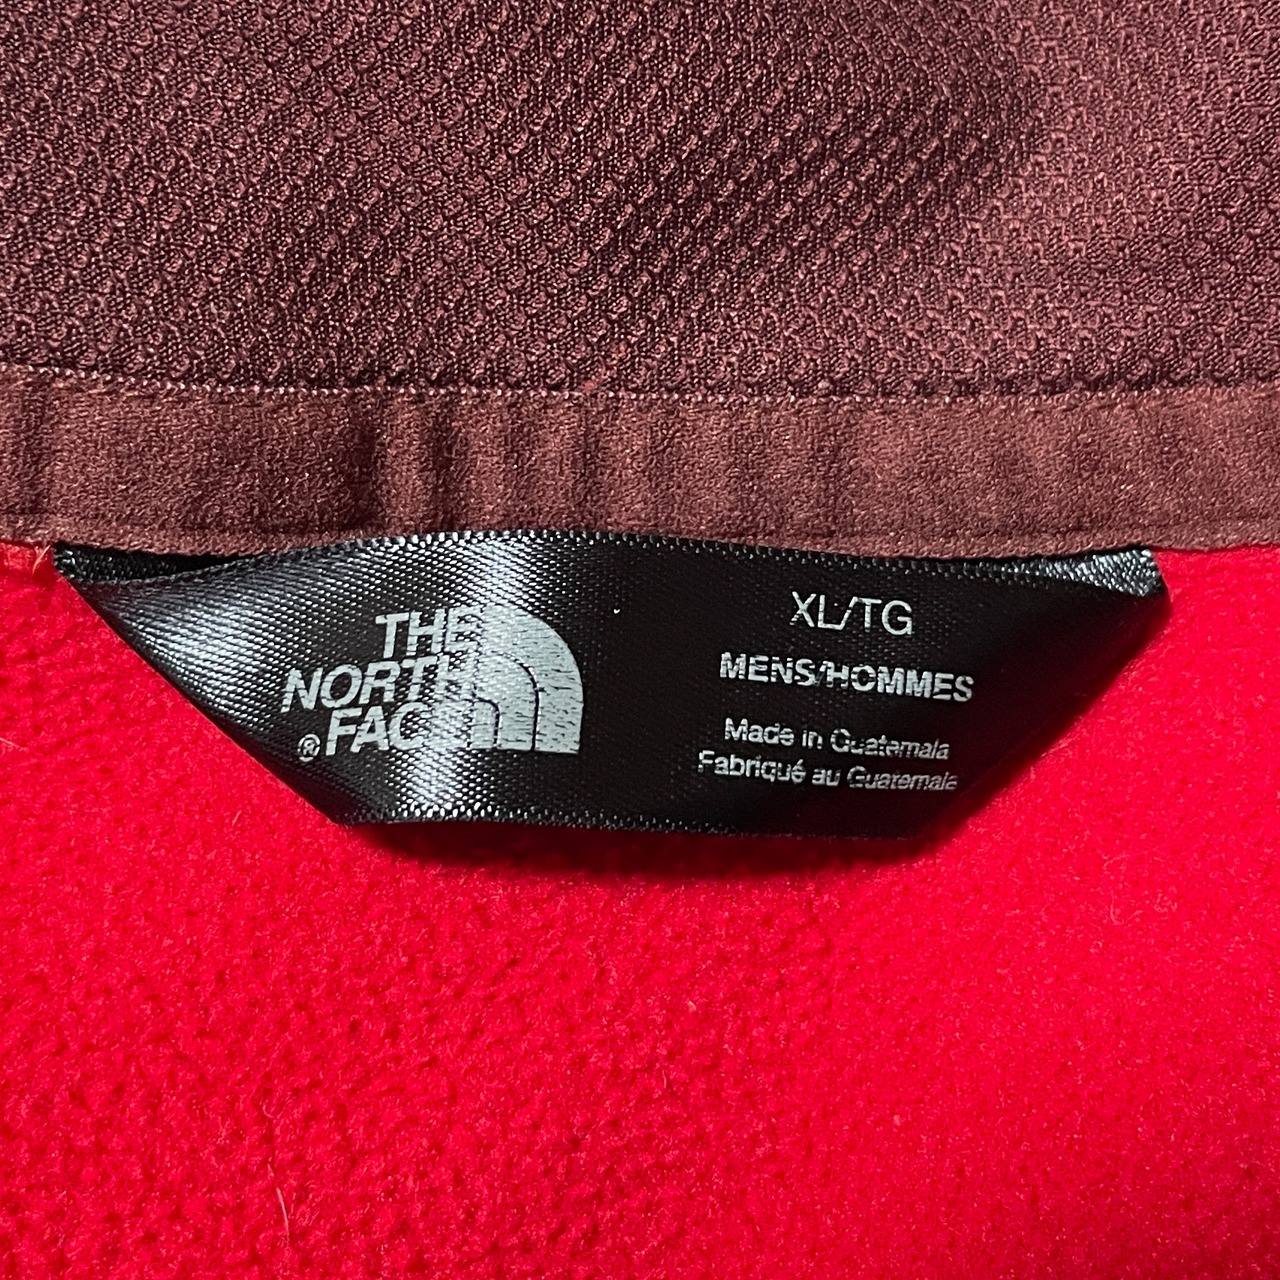 THE
NORTH
® FACE
XL/TG
MENS/HOMMES
Made in Guatemala
Fabriqué au Guatemala